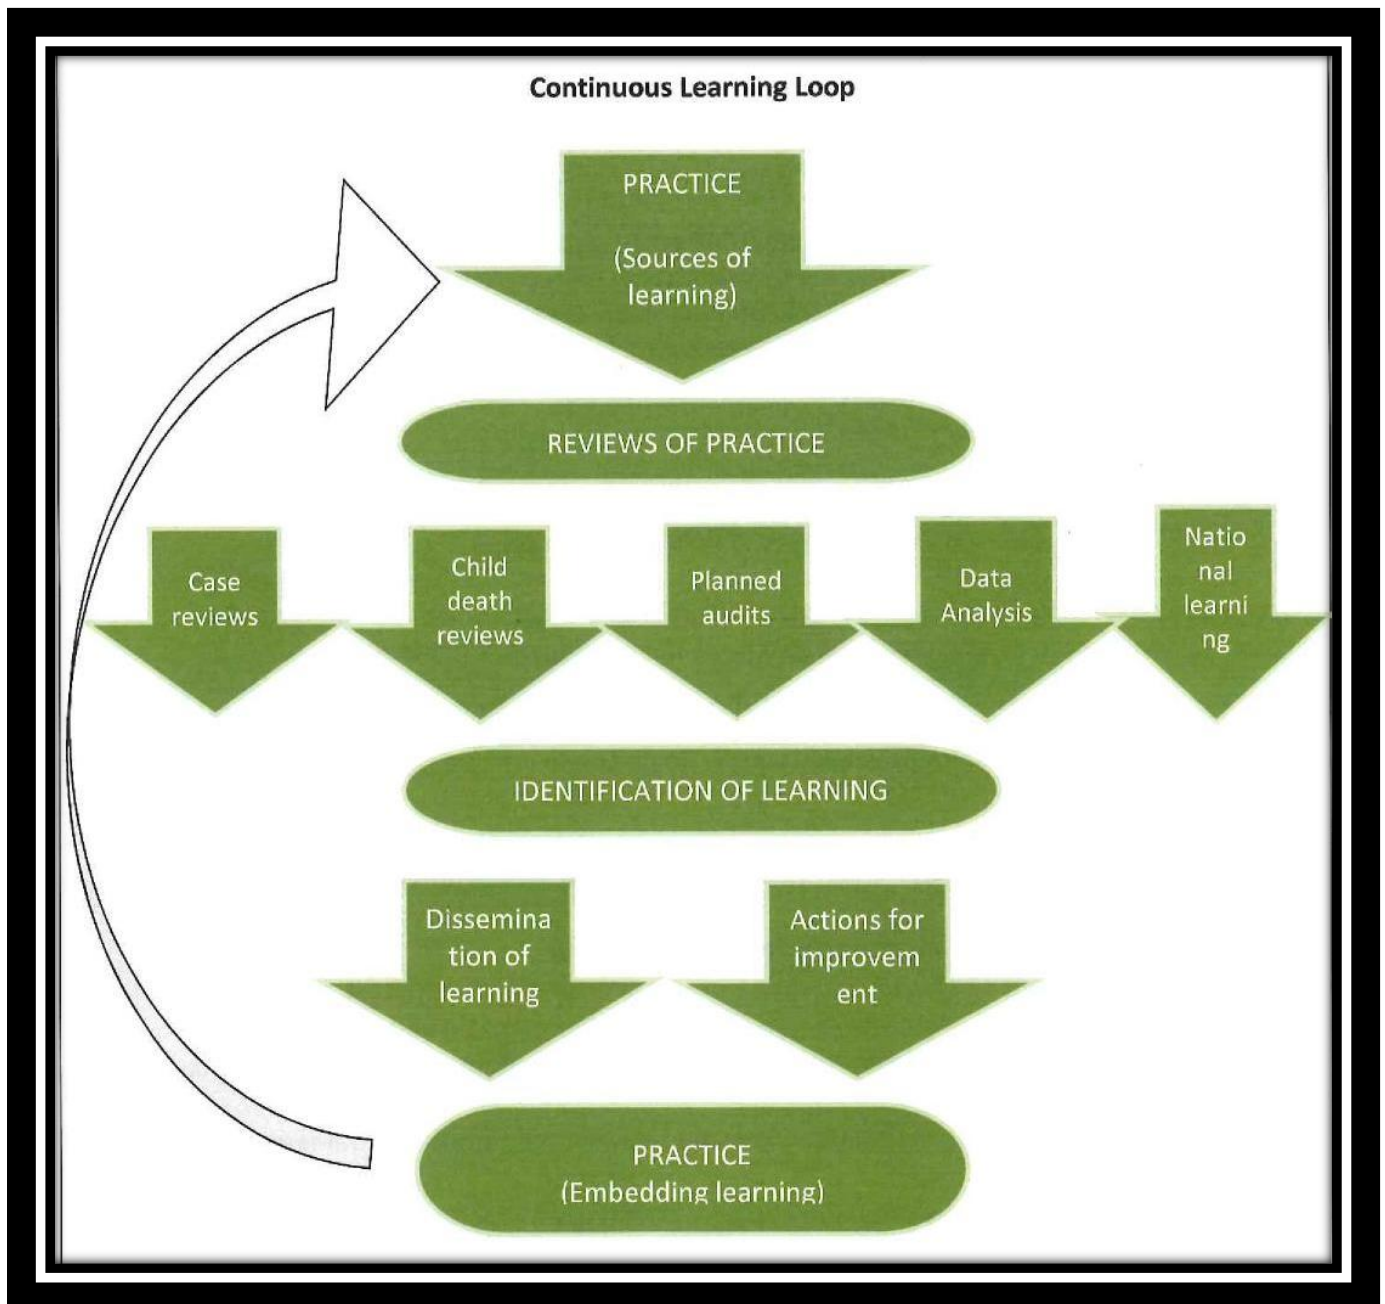 Continuous Learning Loop
PRACTICE
(Sources of
learning)
REVIEWS OF PRACTICE
Case
reviews
Child
death
reviews
Planned
audits
Data
Analysis
Natio
nal
learni
ng
IDENTIFICATION OF LEARNING
Dissemina
tion of
learning
Actions for
improvem
ent
PRACTICE
(Embedding learning)